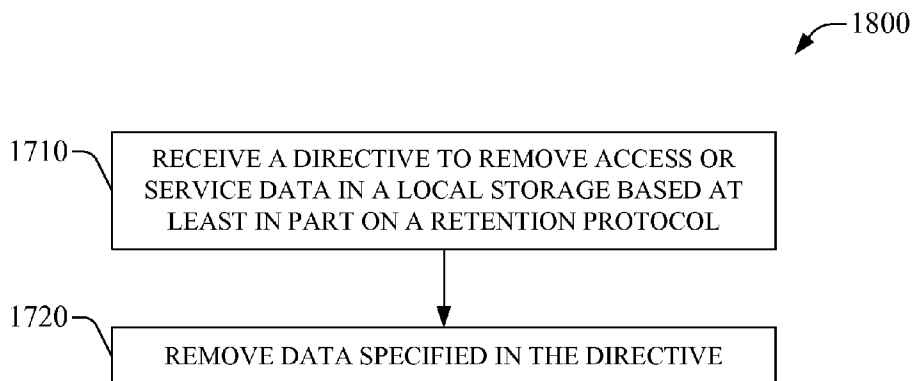 1800
1710
RECEIVE A DIRECTIVE TO REMOVE ACCESS OR
SERVICE DATA IN A LOCAL STORAGE BASED AT
LEAST IN PART ON A RETENTION PROTOCOL
1720
REMOVE DATA SPECIFIED IN THE DIRECTIVE